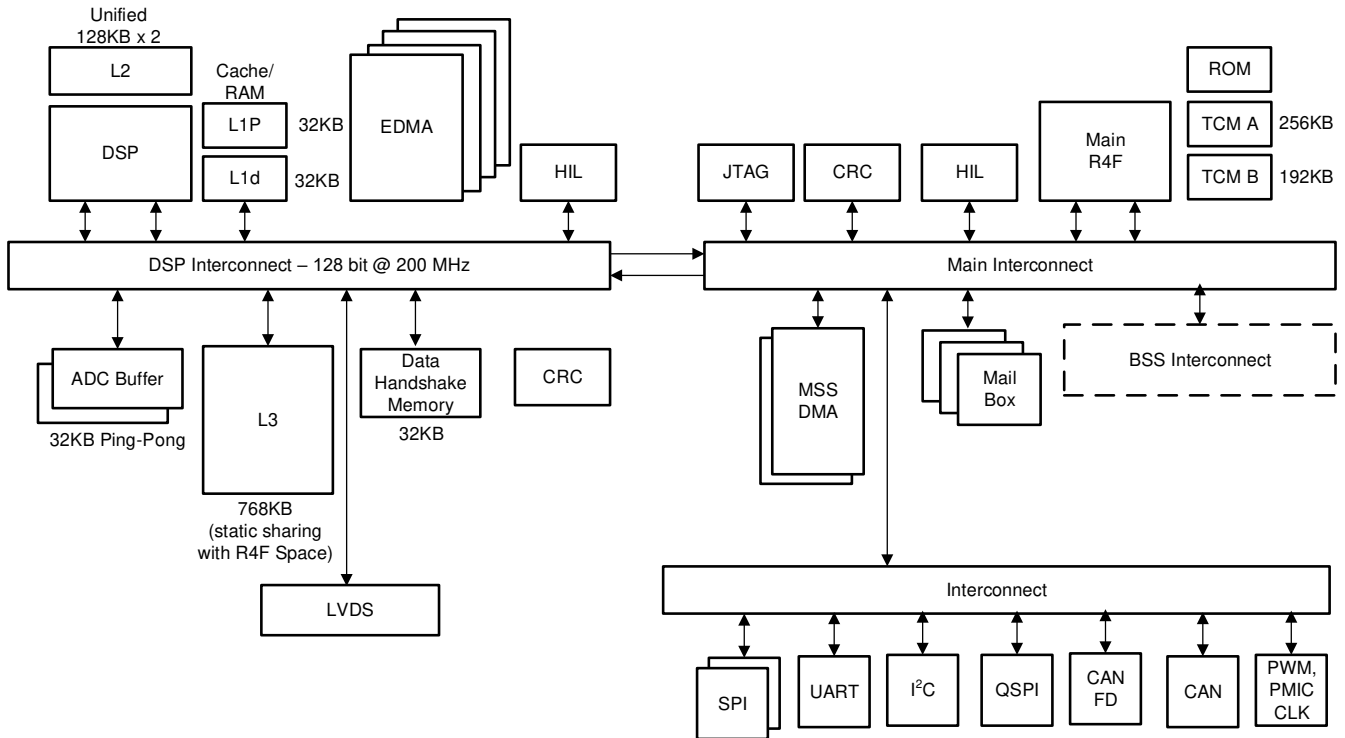 Unified
128KB x 2
L2
Cache/
RAM
L1P
32KB
DSP
L1d
32KB
EDMA
HIL
JTAG
CRC
HIL
Main
R4F
ROM
TCM A
256KB
TCM B
192KB
DSP Interconnect – 128 bit @ 200 MHz
Main Interconnect
ADC Buffer
32KB Ping-Pong
L3
768KB
(static sharing
with R4F Space)
Data
Handshake
Memory
32KB
CRC
LVDS
MSS
DMA
Mail
Box
BSS Interconnect
Interconnect
SPI
UART
I²C
QSPI
CAN
FD
CAN
PWM,
PMIC
CLK